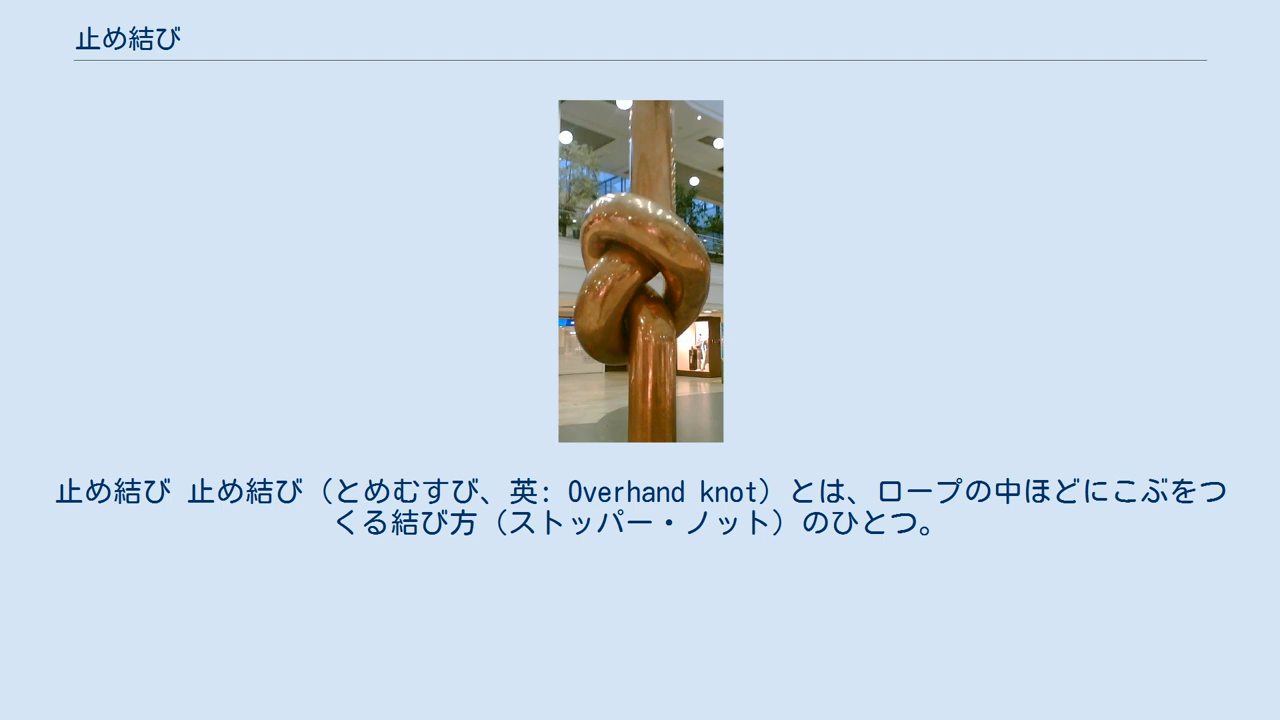 止め結び
止め結び 止め結び（とめむすび、英: Overhand knot）とは、ロープの中ほどにこぶをつ
くる結び方（ストッパー・ノット）のひとつ。